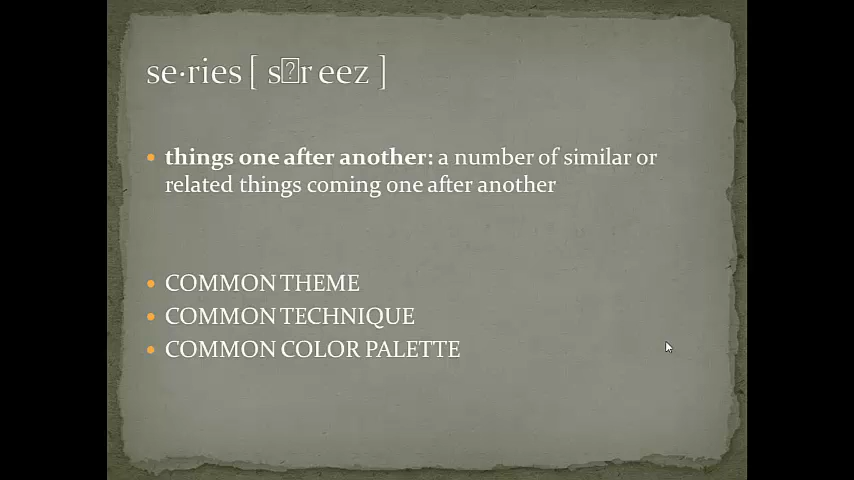 se·ries [ s�r eez ]
things one after another: a number of similar or
related things coming one after another
COMMON THEME
COMMON TECHNIQUE
COMMON COLOR PALETTE